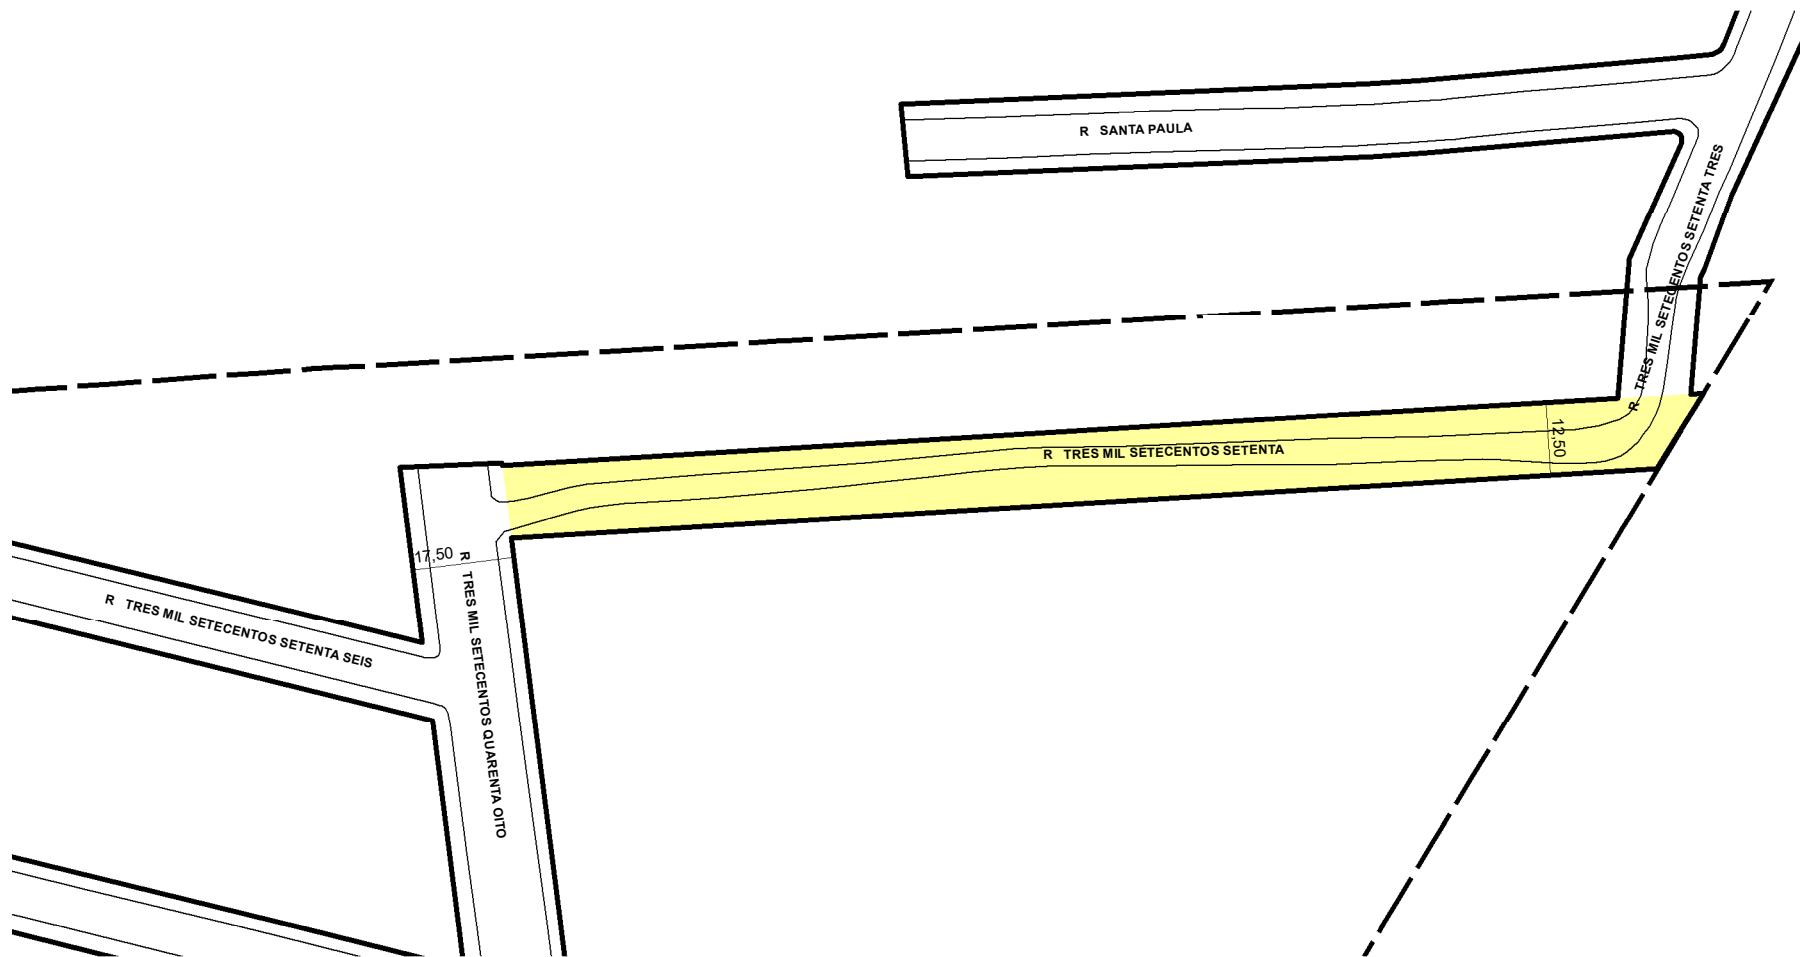 R SANTA PAULA
R TRES MIL SETECENTOS SETENTA TRES
12,50
R TRES MIL SETECENTOS SETENTA
17,50
R TRES MIL SETECENTOS QUARENTA OITO
R TRES MIL SETECENTOS SETENTA SEIS